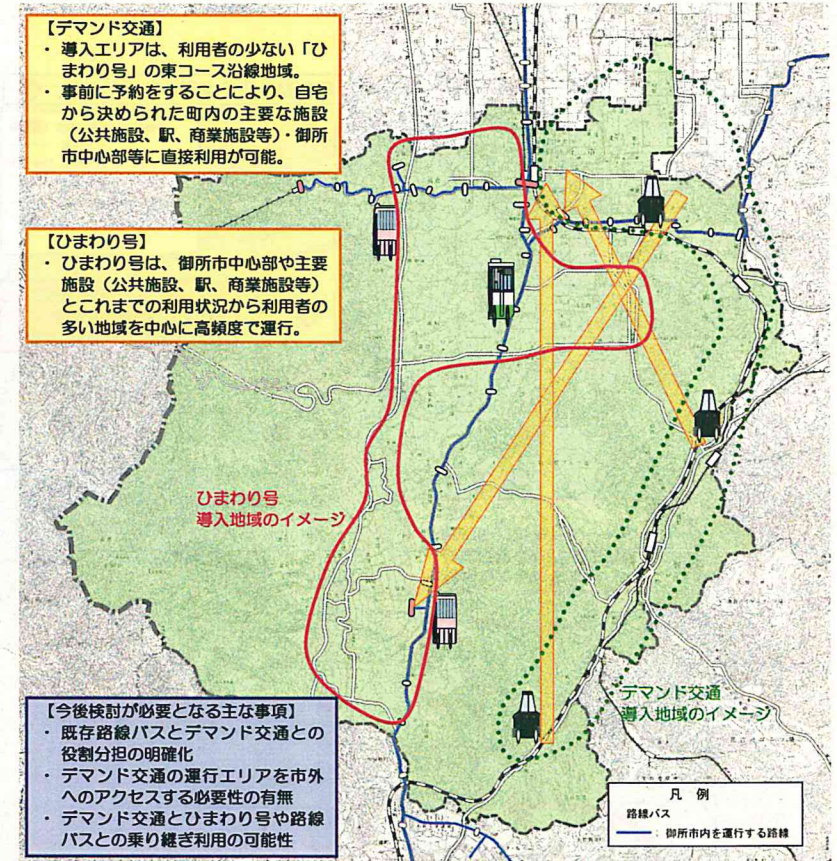 【デマンド交通】
・ 導入エリアは、利用者の少ない「ひ
まわり号」の東コース沿線地域。
・ 事前に予約をすることにより、自宅
から決められた町内の主要な施設
（公共施設、駅、商業施設等）・御所
市中心部等に直接利用が可能。
【ひまわり号】
・ ひまわり号は、御所市中心部や主要
施設（公共施設、駅、商業施設等）
とこれまでの利用状況から利用者の
多い地域を中心に高頻度で運行。
ひまわり号
導入地域のイメージ
デマンド交通
導入地域のイメージ
【今後検討が必要となる主な事項】
・ 既存路線バスとデマンド交通との
役割分担の明確化
・ デマンド交通の運行エリアを市外
へのアクセスする必要性の有無
・ デマンド交通とひまわり号や路線
バスとの乗り継ぎ利用の可能性
凡 例
路線バス
御所市内を運行する路線